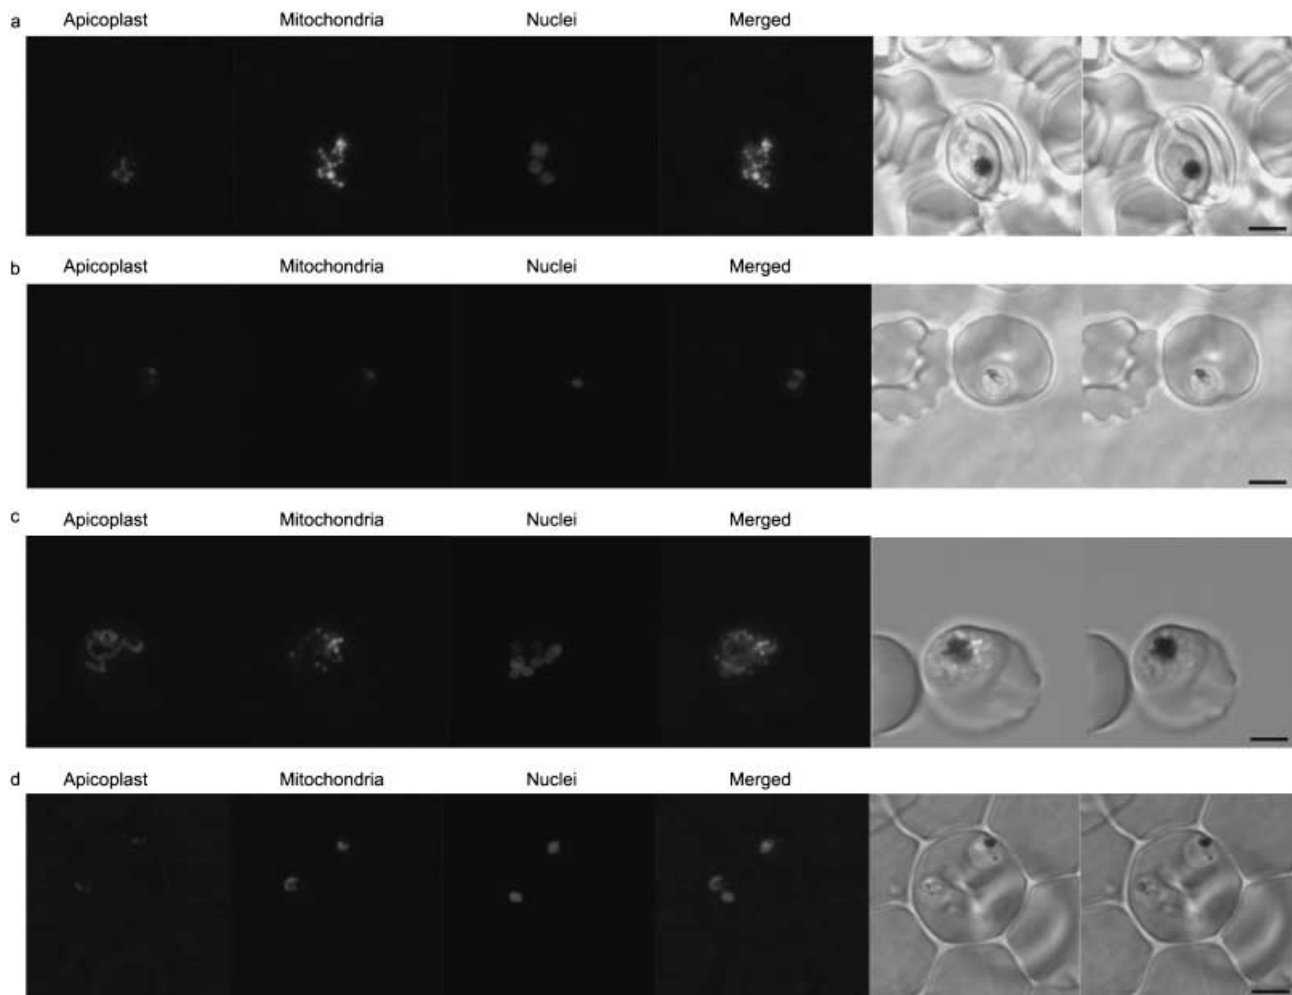 a Apicoplast Mitochondria Nuclei Merged
b Apicoplast Mitochondria Nuclei Merged
c Apicoplast Mitochondria Nuclei Merged
d Apicoplast Mitochondria Nuclei Merged